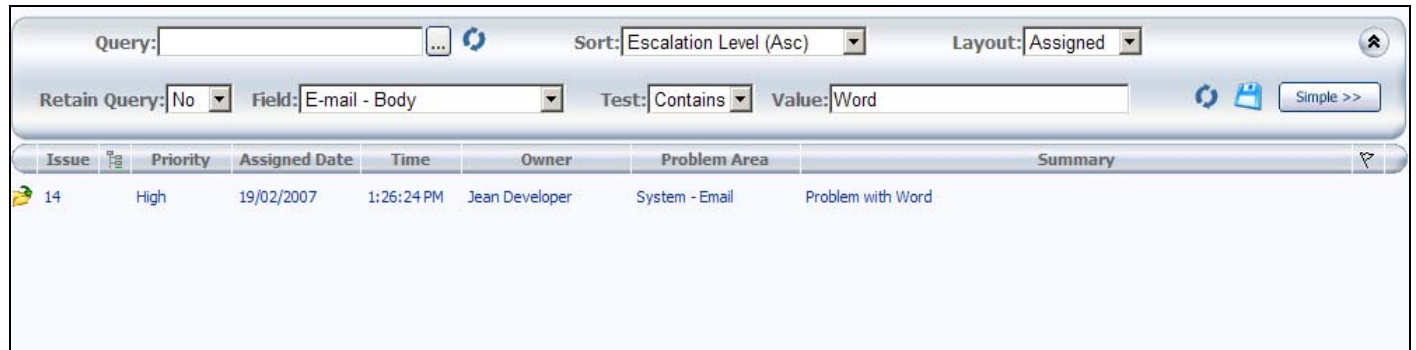 Query: ... Sort: Escalation Level (Asc) Layout: Assigned
Retain Query: No Field: E-mail - Body Test: Contains Value: Word Simple >>
Issue Priority Assigned Date Time Owner Problem Area Summary
14 High 19/02/2007 1:26:24 PM Jean Developer System - Email Problem with Word